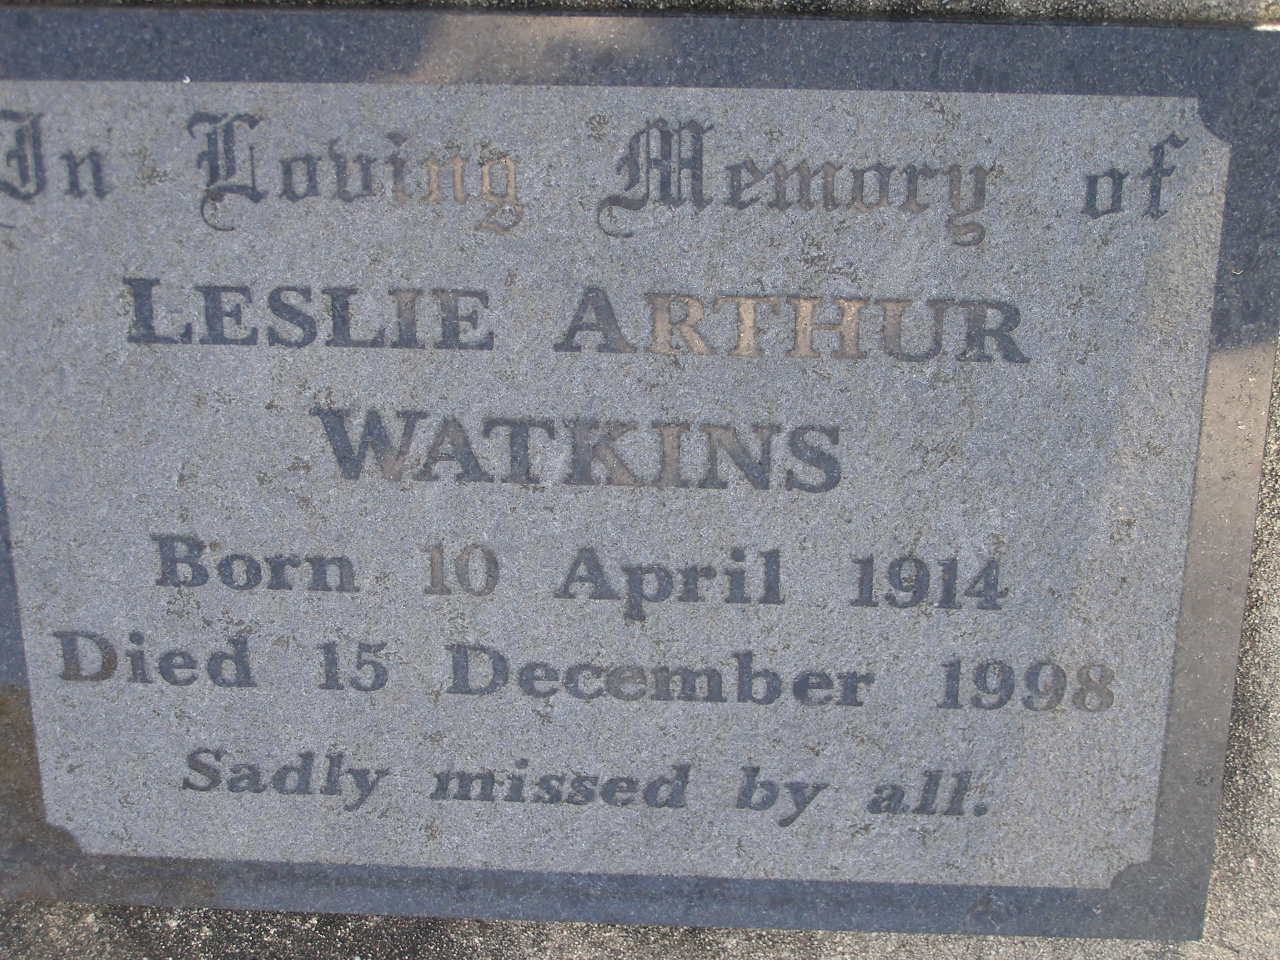 In Loving Memory of
LESLIE ARTHUR
WATKINS
Born 10 April 1914
Died 15 December 1998
Sadly missed by all.